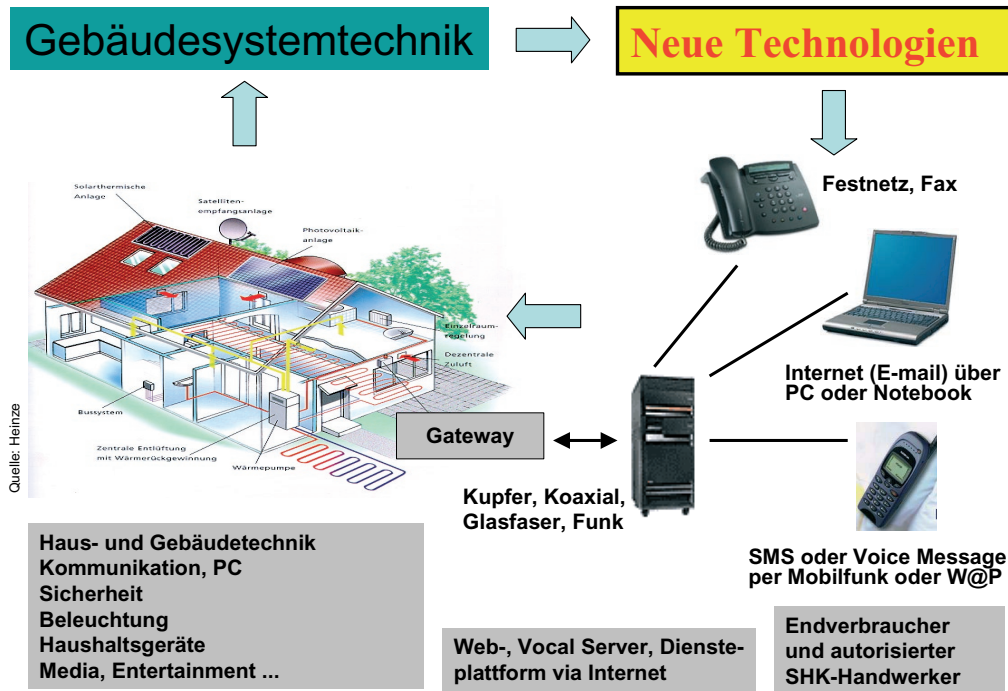 Gebäudesystemtechnik
Neue Technologien
Solarthermische
Anlage
Satelliten-
empfangsanlage
Photovoltaik-
anlage
Einzelraum-
regelung
Dezentrale
Zuluft
Bussystem
Zentrale Entlüftung
mit Wärmerückgewinnung
Wärmepumpe
Quelle: Heinze
Festnetz, Fax
Internet (E-mail) über
PC oder Notebook
Gateway
Kupfer, Koaxial,
Glasfaser, Funk
SMS oder Voice Message
per Mobilfunk oder W@P
Haus- und Gebäudetechnik
Kommunikation, PC
Sicherheit
Beleuchtung
Haushaltsgeräte
Media, Entertainment ...
Web-, Vocal Server, Dienste-
plattform via Internet
Endverbraucher
und autorisierter
SHK-Handwerker